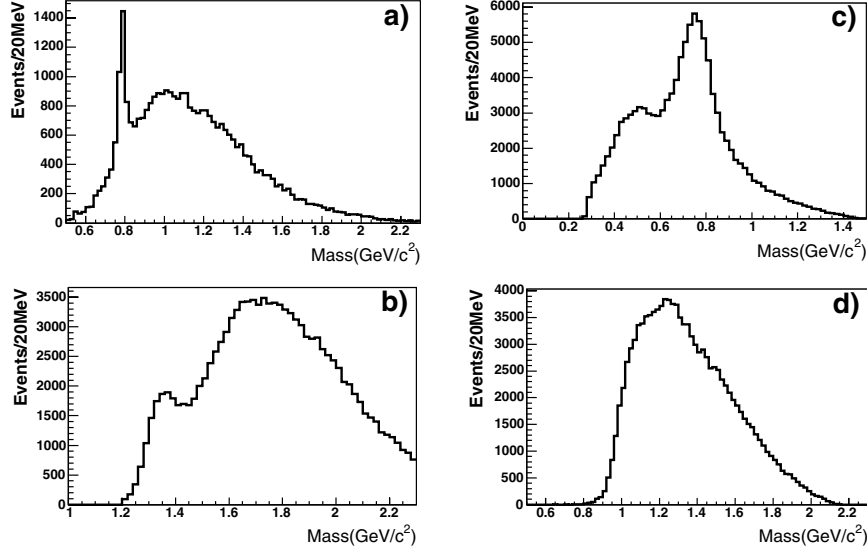 a)
Events/20MeV
1400
1200
1000
800
600
400
200
0
0.6 0.8 1 1.2 1.4 1.6 1.8 2 2.2
Mass(GeV/c²)
c)
Events/20MeV
6000
5000
4000
3000
2000
1000
0
0 0.2 0.4 0.6 0.8 1 1.2 1.4
Mass(GeV/c²)
b)
Events/20MeV
3500
3000
2500
2000
1500
1000
500
0
1 1.2 1.4 1.6 1.8 2 2.2
Mass(GeV/c²)
d)
Events/20MeV
4000
3500
3000
2500
2000
1500
1000
500
0
0.6 0.8 1 1.2 1.4 1.6 1.8 2 2.2
Mass(GeV/c²)